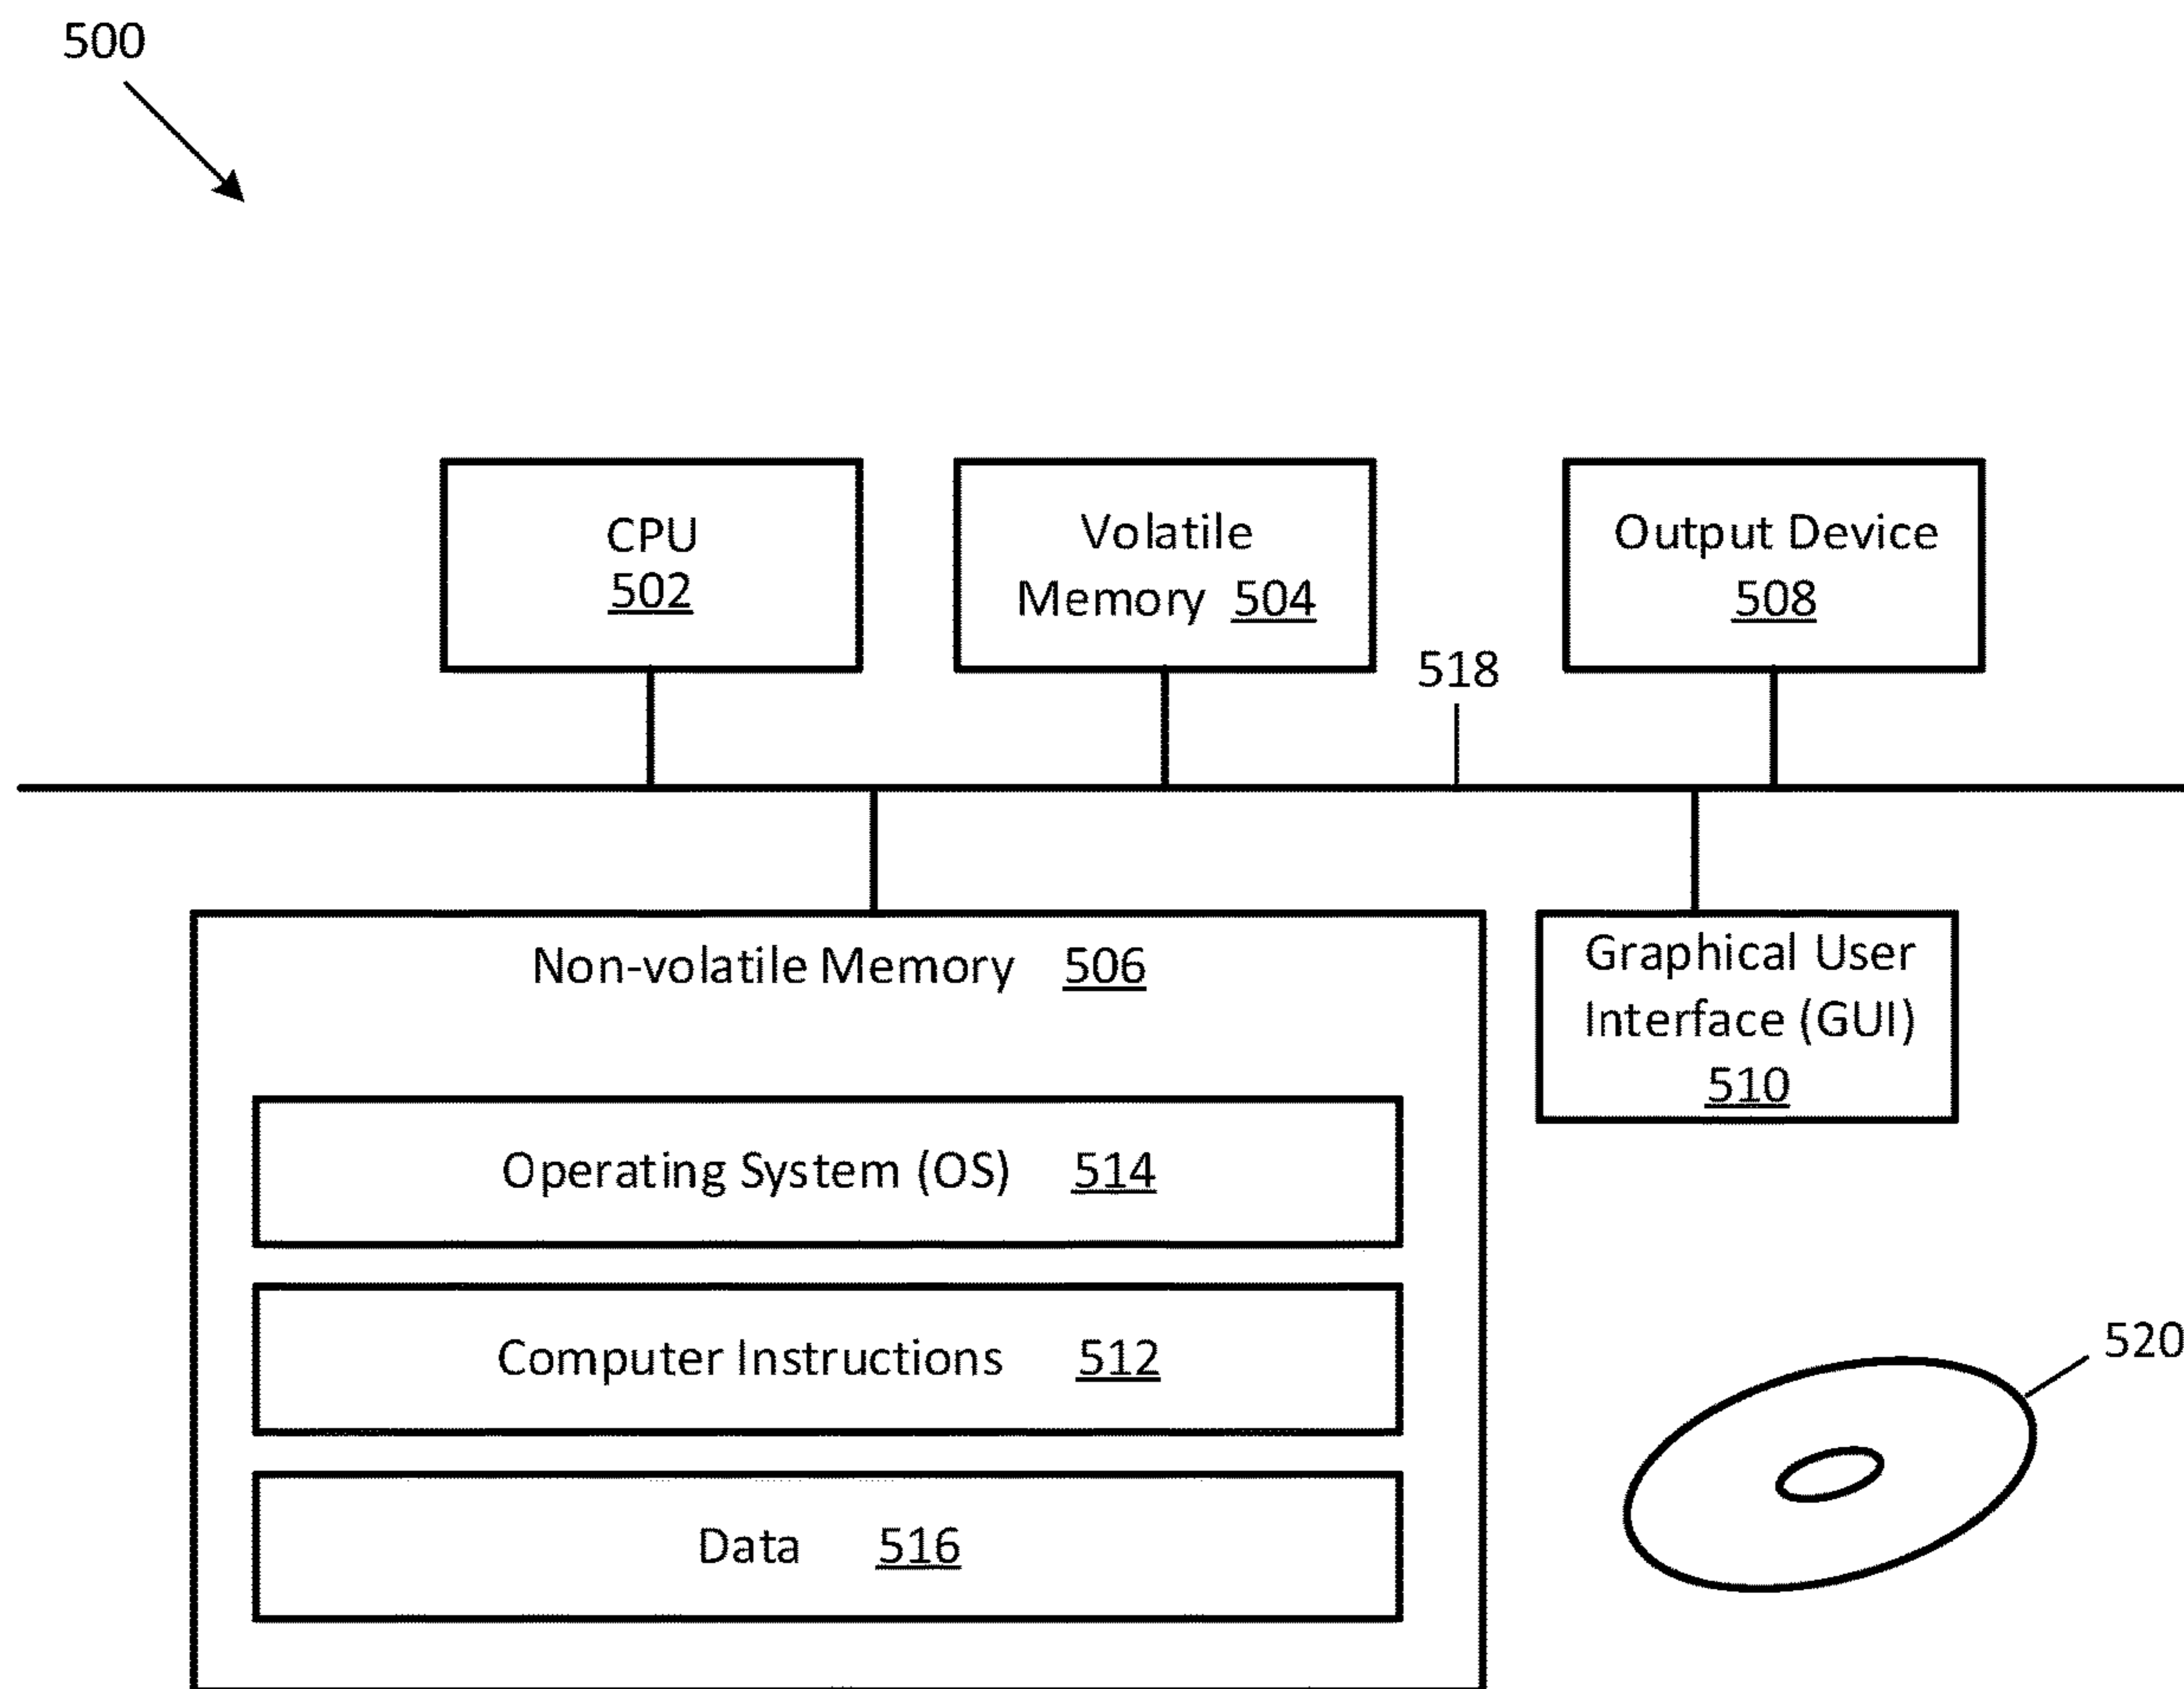 500
CPU
502
Volatile
Memory 504
Output Device
508
518
Non-volatile Memory 506
Graphical User
Interface (GUI)
510
Operating System (OS) 514
Computer Instructions 512
520
Data 516